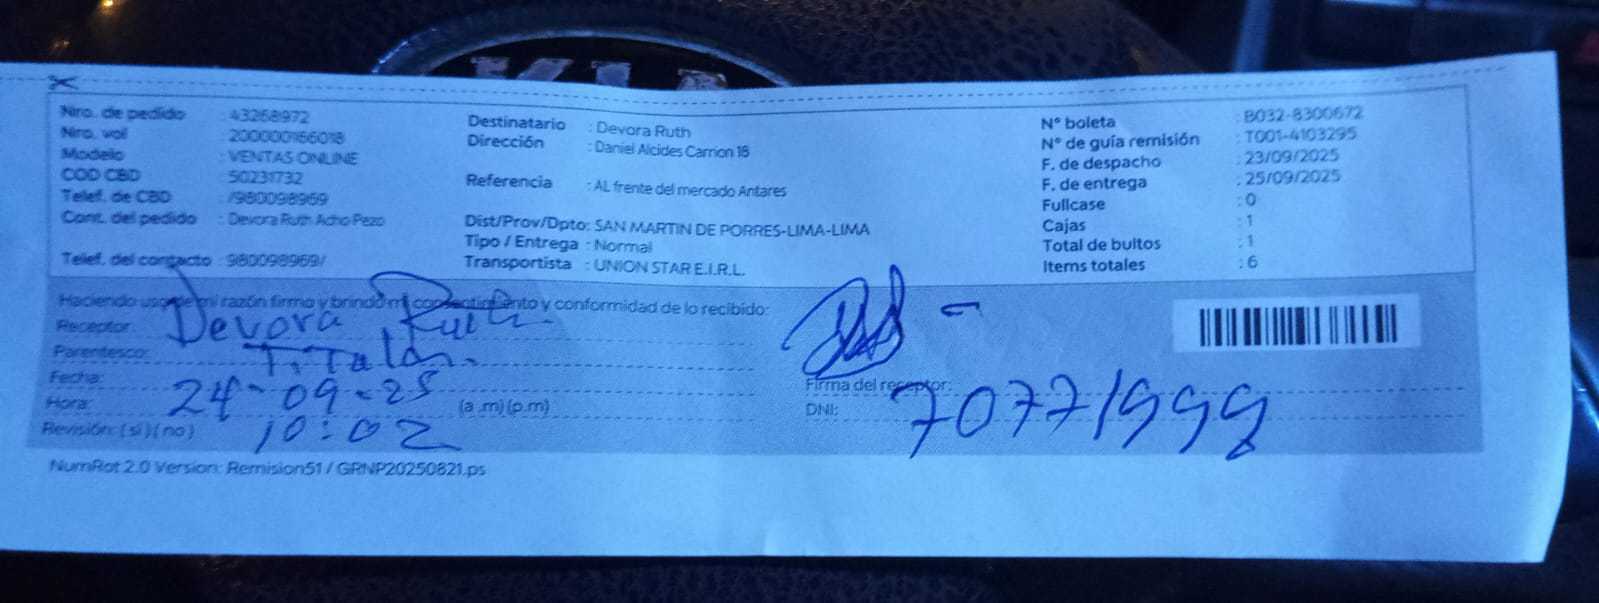 KIA
Nro. de pedido : 43268972
Nro. vol : 200000166018
Modelo : VENTAS ONLINE
COD CBD : 50231732
Telef. de CBD : /980098969
Cont. del pedido : Devora Ruth Acho Pezo
Telef. del contacto : 980098969/
Destinatario : Devora Ruth
Dirección : Daniel Alcides Carrion 18
Referencia : AL frente del mercado Antares
Dist/Prov/Dpto: SAN MARTIN DE PORRES-LIMA-LIMA
Tipo / Entrega : Normal
Transportista : UNION STAR E.I.R.L.
N° boleta : B032-8300672
N° de guía remisión : T001-4103295
F. de despacho : 23/09/2025
F. de entrega : 25/09/2025
Fullcase : 0
Cajas : 1
Total de bultos : 1
Items totales : 6
Haciendo uso de mi razón firmo y brindo mi consentimiento y conformidad de lo recibido:
Receptor: Devora Ruth
Parentesco: T. Tular.
Fecha: 24-09-25
Hora: 10:02 (a .m) (p.m)
Revisión: ( si ) ( no )
Firma del receptor:
DNI: 70771999
NumRot 2.0 Version: Remision51 / GRNP20250821.ps